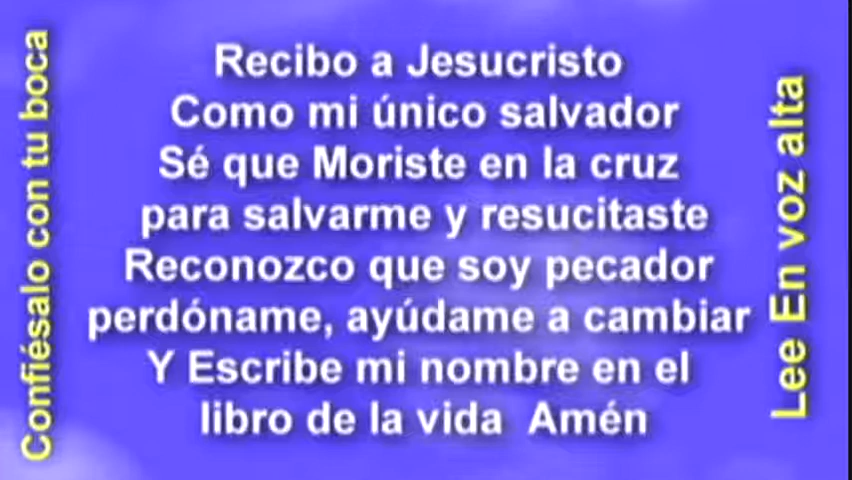 Confiésalo con tu boca
Recibo a Jesucristo
Como mi único salvador
Sé que Moriste en la cruz
para salvarme y resucitaste
Reconozco que soy pecador
perdóname, ayúdame a cambiar
Y Escribe mi nombre en el
libro de la vida Amén
Lee En voz alta